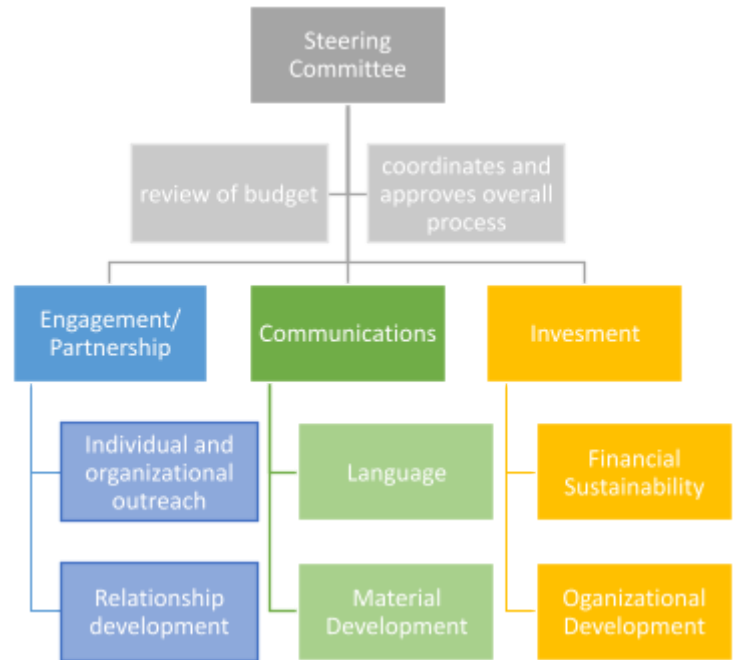 Steering
Committee
review of budget
coordinates and
approves overall
process
Engagement/
Partnership
Communications
Invesment
Individual and
organizational
outreach
Language
Financial
Sustainability
Relationship
development
Material
Development
Oganizational
Development